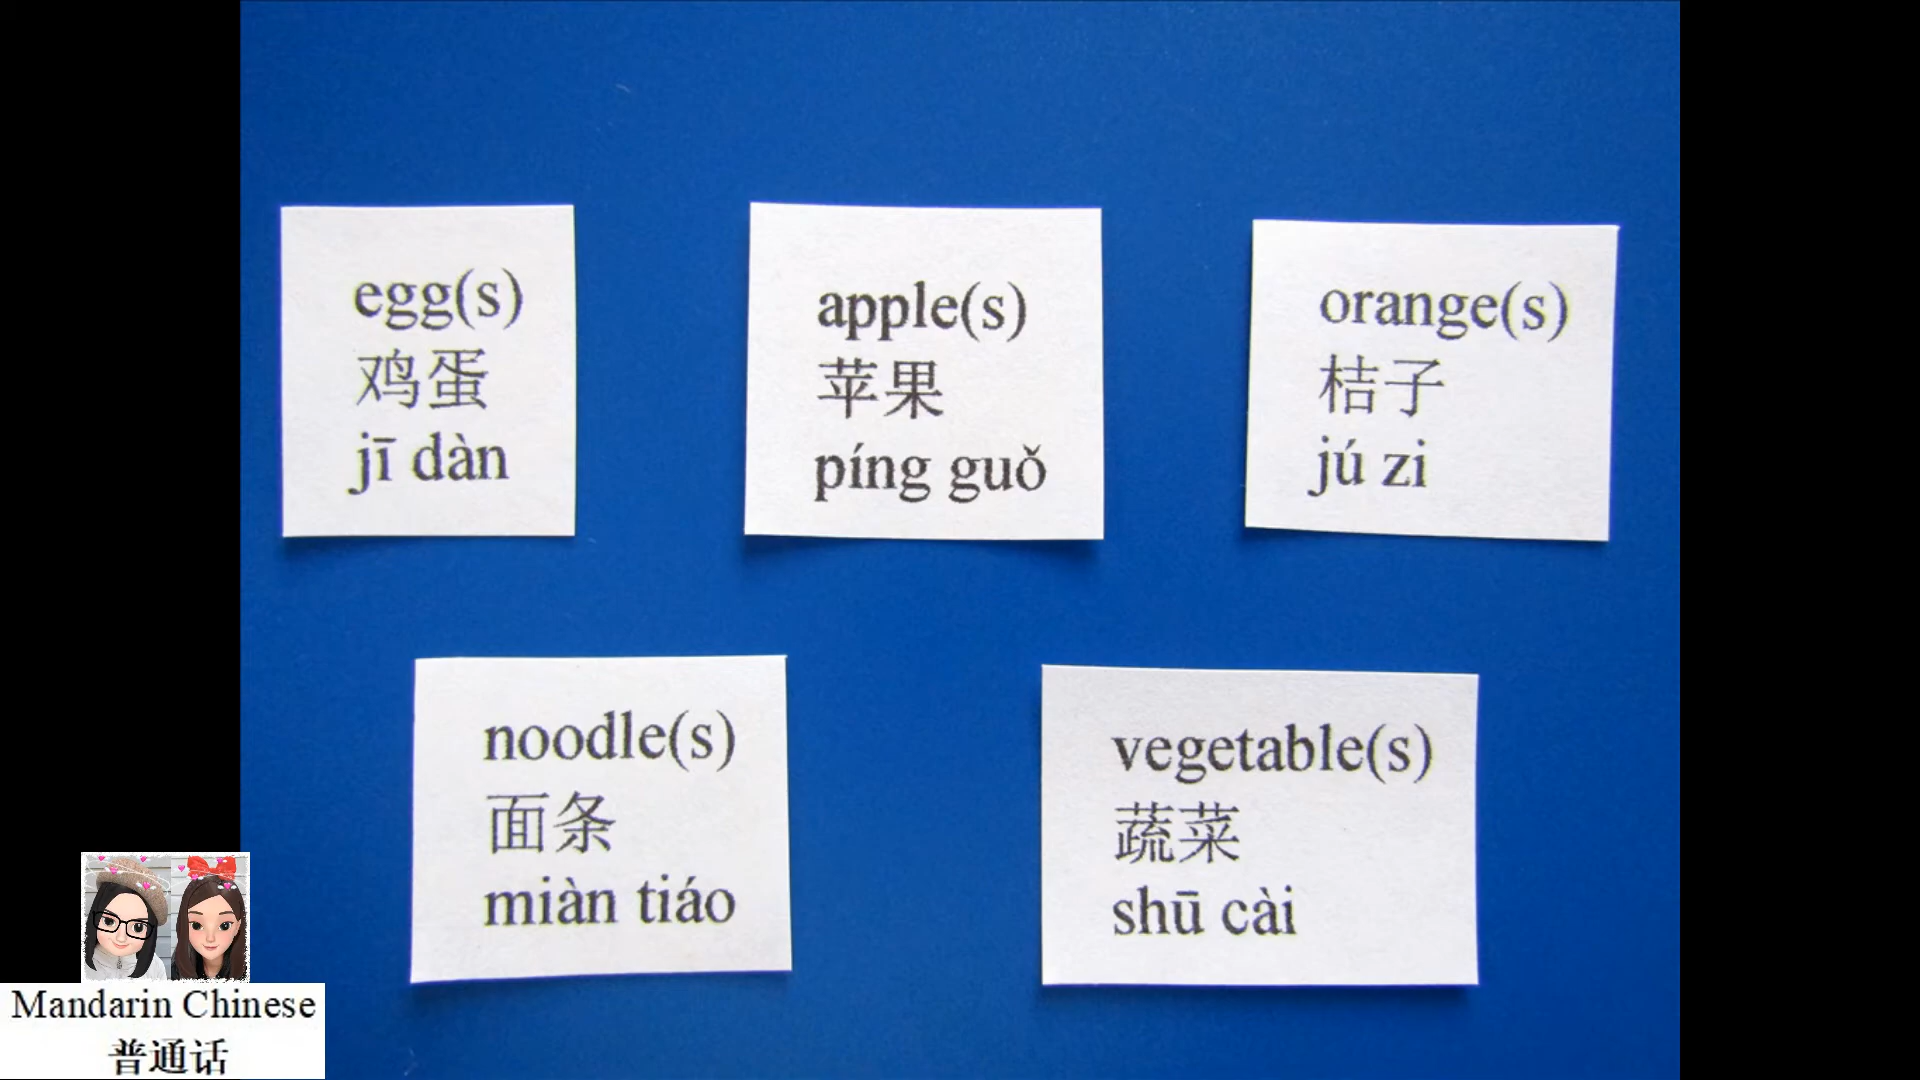 egg(s)
鸡蛋
jī dàn
apple(s)
苹果
píng guǒ
orange(s)
桔子
jú zi
noodle(s)
面条
miàn tiáo
vegetable(s)
蔬菜
shū cài
Mandarin Chinese
普通话